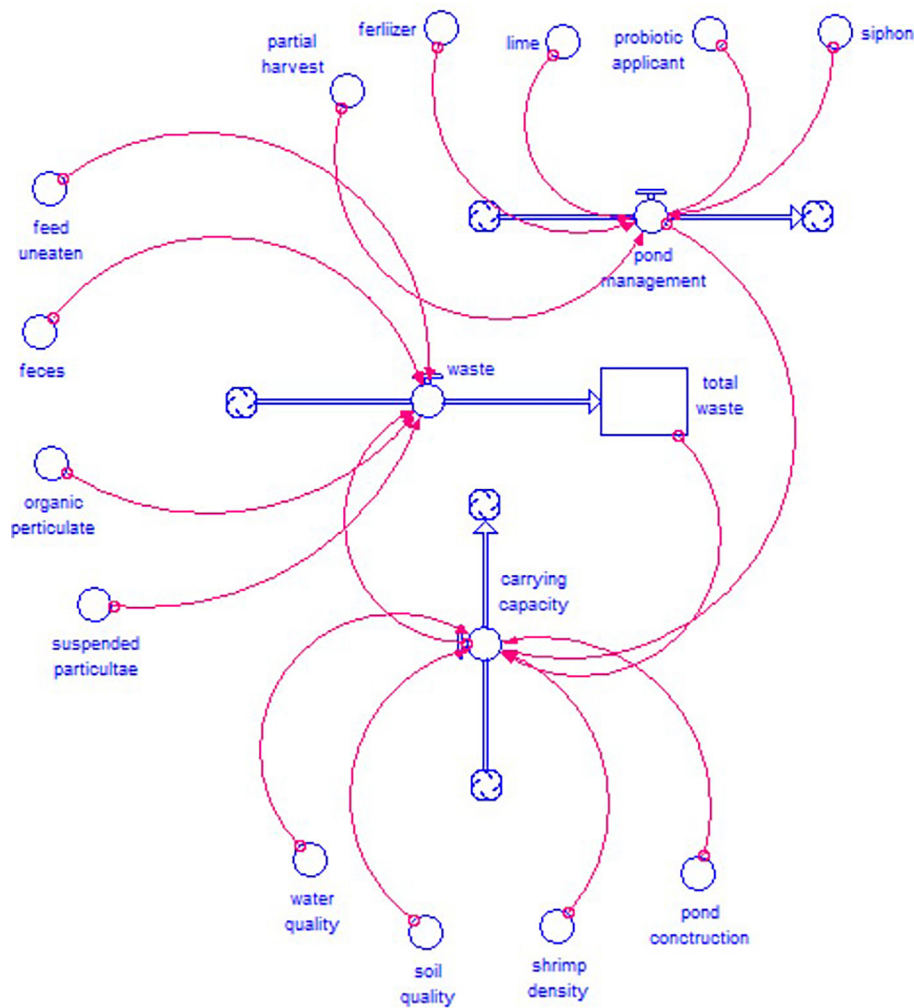 ferliizer
lime
probiotic
applicant
siphon
partial
harvest
feed
uneaten
pond
management
feces
waste
total
waste
organic
perticulate
carrying
capacity
suspended
particultae
water
quality
soil
quality
shrimp
density
pond
conctruction